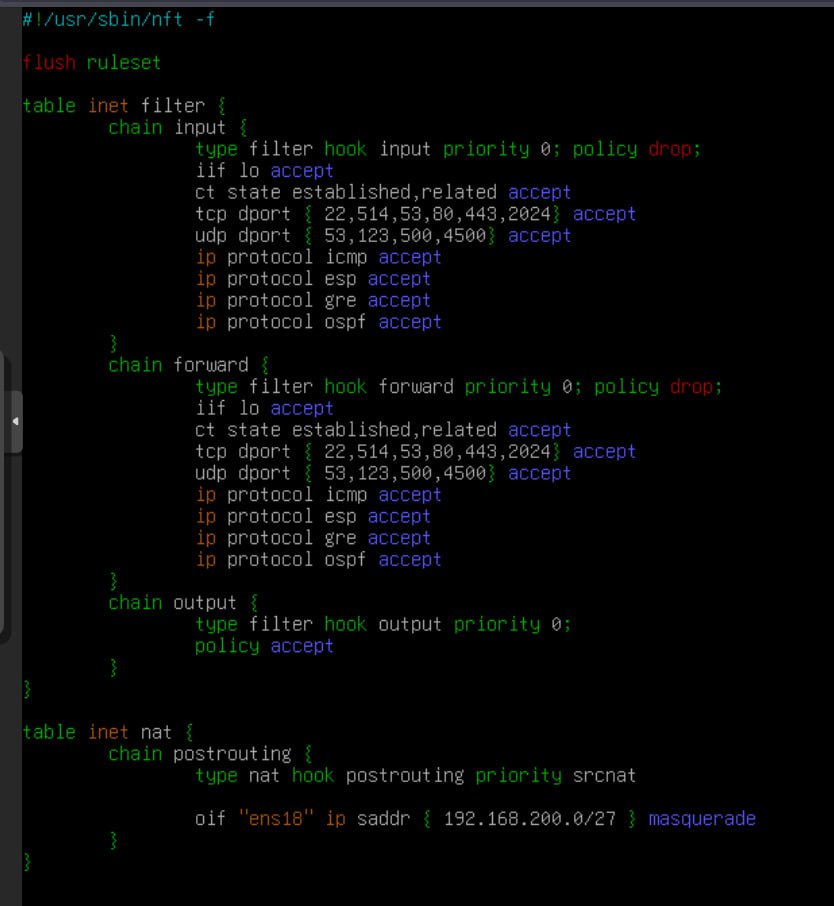 #!/usr/sbin/nft -f
flush ruleset
table inet filter {
chain input {
type filter hook input priority 0; policy drop;
iif lo accept
ct state established,related accept
tcp dport { 22,514,53,80,443,2024} accept
udp dport { 53,123,500,4500} accept
ip protocol icmp accept
ip protocol esp accept
ip protocol gre accept
ip protocol ospf accept
}
chain forward {
type filter hook forward priority 0; policy drop;
iif lo accept
ct state established,related accept
tcp dport { 22,514,53,80,443,2024} accept
udp dport { 53,123,500,4500} accept
ip protocol icmp accept
ip protocol esp accept
ip protocol gre accept
ip protocol ospf accept
}
chain output {
type filter hook output priority 0;
policy accept
}
}
table inet nat {
chain postrouting {
type nat hook postrouting priority srcnat
oif "ens18" ip saddr { 192.168.200.0/27 } masquerade
}
}